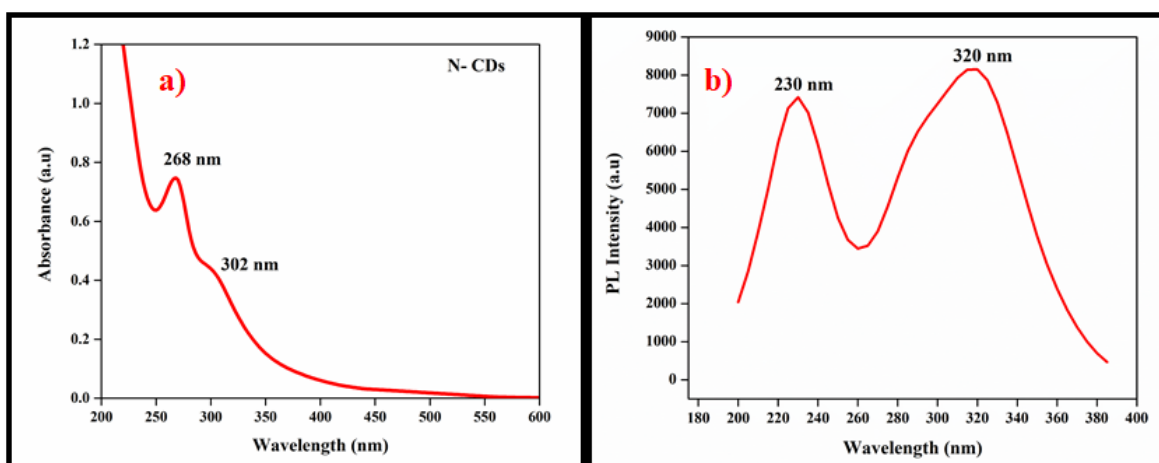 a)
N- CDs
268 nm
302 nm
Absorbance (a.u)
1.2
1.0
0.8
0.6
0.4
0.2
0.0
200 250 300 350 400 450 500 550 600
Wavelength (nm)
b)
230 nm
320 nm
PL Intensity (a.u)
9000
8000
7000
6000
5000
4000
3000
2000
1000
0
180 200 220 240 260 280 300 320 340 360 380 400
Wavelength (nm)